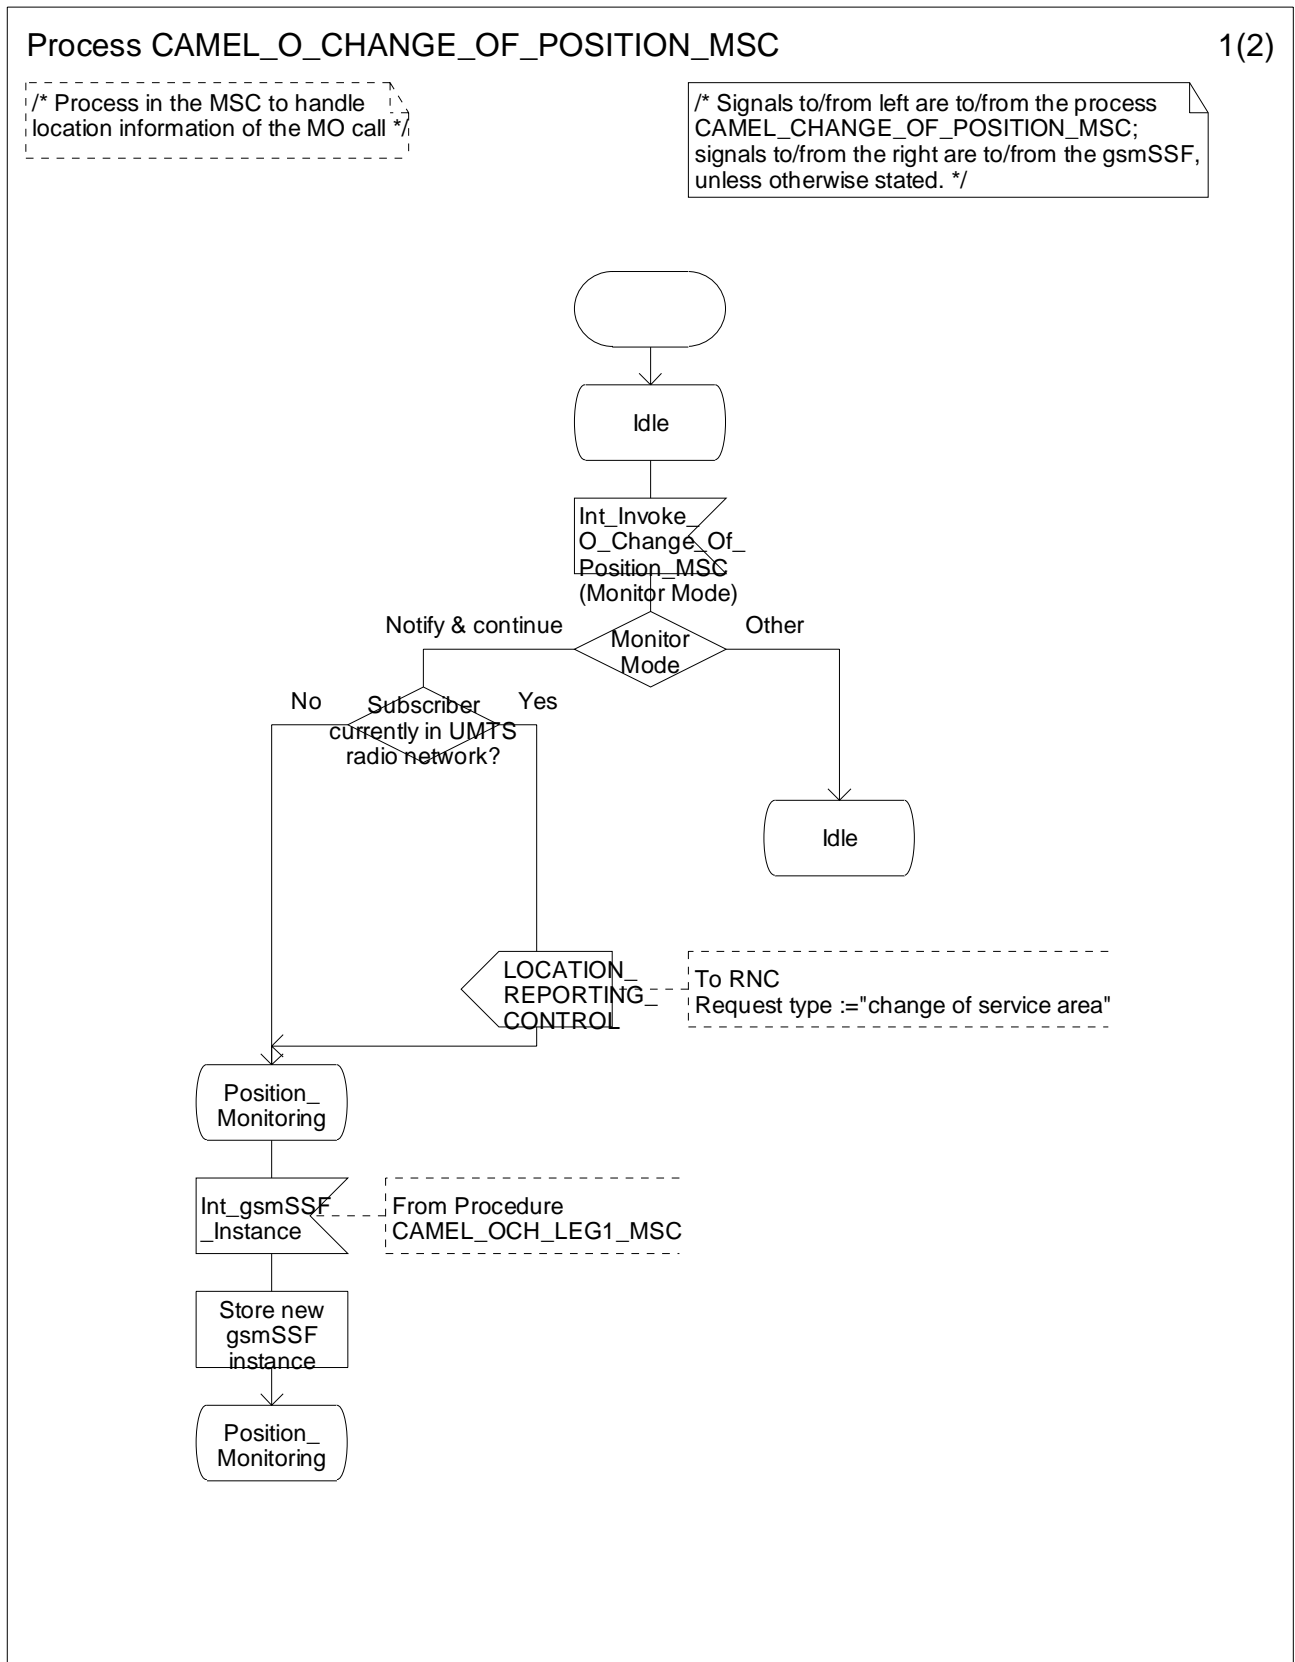 Process CAMEL_O_CHANGE_OF_POSITION_MSC
1(2)
/* Process in the MSC to handle
location information of the MO call */
/* Signals to/from left are to/from the process
CAMEL_CHANGE_OF_POSITION_MSC;
signals to/from the right are to/from the gsmSSF,
unless otherwise stated. */
Idle
Int_Invoke_
O_Change_Of_
Position_MSC
(Monitor Mode)
Notify & continue
Monitor
Mode
Other
No
Subscriber
currently in UMTS
radio network?
Yes
Idle
LOCATION_
REPORTING_
CONTROL
To RNC
Request type :="change of service area"
Position_
Monitoring
Int_gsmSSF
_Instance
From Procedure
CAMEL_OCH_LEG1_MSC
Store new
gsmSSF
instance
Position_
Monitoring